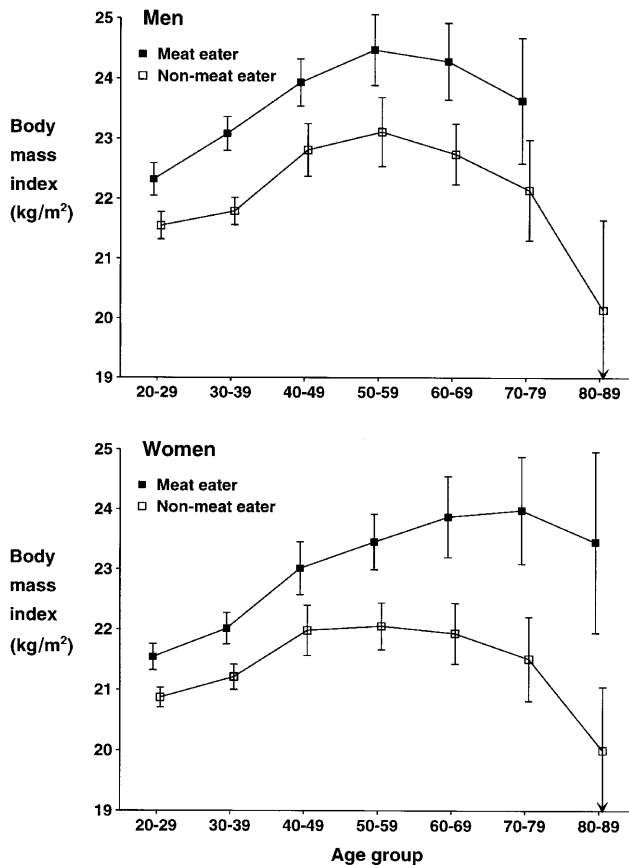 Men
Meat eater
Non-meat eater
Body
mass
index
(kg/m²)
25
24
23
22
21
20
19
20-29 30-39 40-49 50-59 60-69 70-79 80-89
Women
Meat eater
Non-meat eater
Body
mass
index
(kg/m²)
25
24
23
22
21
20
19
20-29 30-39 40-49 50-59 60-69 70-79 80-89
Age group